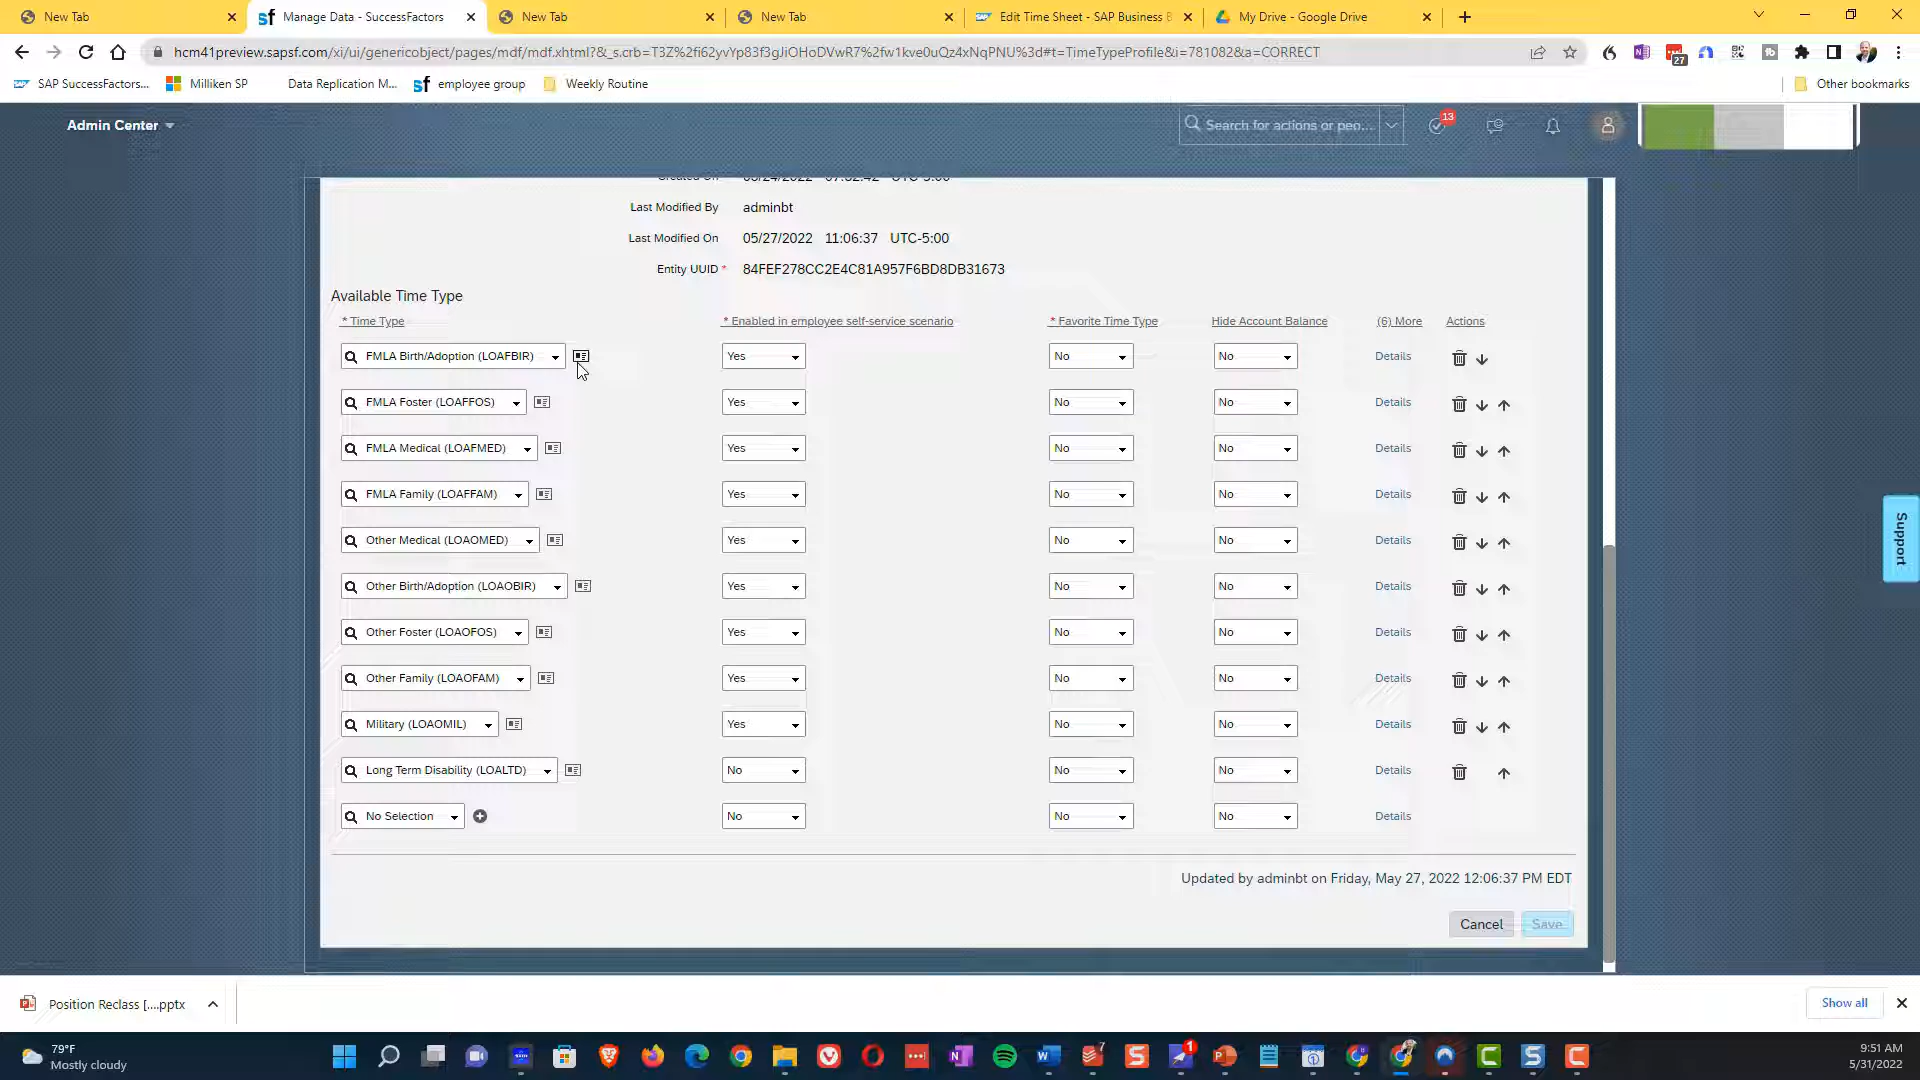 New Tab
Manage Data - SuccessFactors
New Tab
New Tab
Edit Time Sheet - SAP Business B
My Drive - Google Drive
hcm41preview.sapsf.com/xi/ui/genericobject/pages/mdf/mdf.xhtml?&_s.crb=T3Z%2fi62yvYp83f3gJiOHoDVwR7%2fw1kve0uQz4xNqPNU%3d#t=TimeTypeProfile&i=781082&a=CORRECT
27
SAP SuccessFactors...
Milliken SP
Data Replication M...
sf employee group
Weekly Routine
Other bookmarks
Admin Center
Search for actions or peo...
13
Last Modified By adminbt
Last Modified On 05/27/2022 11:06:37 UTC-5:00
Entity UUID * 84FEF278CC2E4C81A957F6BD8DB31673
Available Time Type
* Time Type * Enabled in employee self-service scenario * Favorite Time Type Hide Account Balance (6) More Actions
FMLA Birth/Adoption (LOAFBIR) Yes No No Details
FMLA Foster (LOAFFOS) Yes No No Details
FMLA Medical (LOAFMED) Yes No No Details
FMLA Family (LOAFFAM) Yes No No Details
Other Medical (LOAOMED) Yes No No Details
Other Birth/Adoption (LOAOBIR) Yes No No Details
Other Foster (LOAOFOS) Yes No No Details
Other Family (LOAOFAM) Yes No No Details
Military (LOAOMIL) Yes No No Details
Long Term Disability (LOALTD) No No No Details
No Selection No No No Details
Support
Updated by adminbt on Friday, May 27, 2022 12:06:37 PM EDT
Cancel Save
Position Reclass [....pptx
Show all
79°F
Mostly cloudy
7
1
9:51 AM
5/31/2022